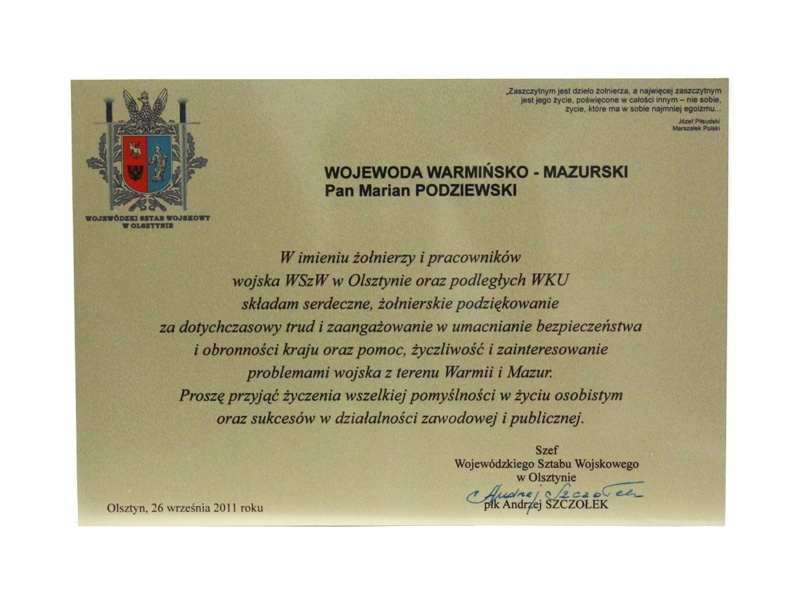 „Zaszczytnym jest dzieło żołnierza, a najwięcej zaszczytnym
jest jego życie, poświęcone w całości innym – nie sobie,
życie, które ma w sobie najmniej egoizmu...
Józef Piłsudski
Marszałek Polski
WOJEWÓDZKI SZTAB WOJSKOWY
W OLSZTYNIE
WOJEWODA WARMIŃSKO - MAZURSKI
Pan Marian PODZIEWSKI
W imieniu żołnierzy i pracowników
wojska WSzW w Olsztynie oraz podległych WKU
składam serdeczne, żołnierskie podziękowanie
za dotychczasowy trud i zaangażowanie w umacnianie bezpieczeństwa
i obronności kraju oraz pomoc, życzliwość i zainteresowanie
problemami wojska z terenu Warmii i Mazur.
Proszę przyjąć życzenia wszelkiej pomyślności w życiu osobistym
oraz sukcesów w działalności zawodowej i publicznej.
Szef
Wojewódzkiego Sztabu Wojskowego
w Olsztynie
Andrzej Szczołek
płk Andrzej SZCZOŁEK
Olsztyn, 26 września 2011 roku